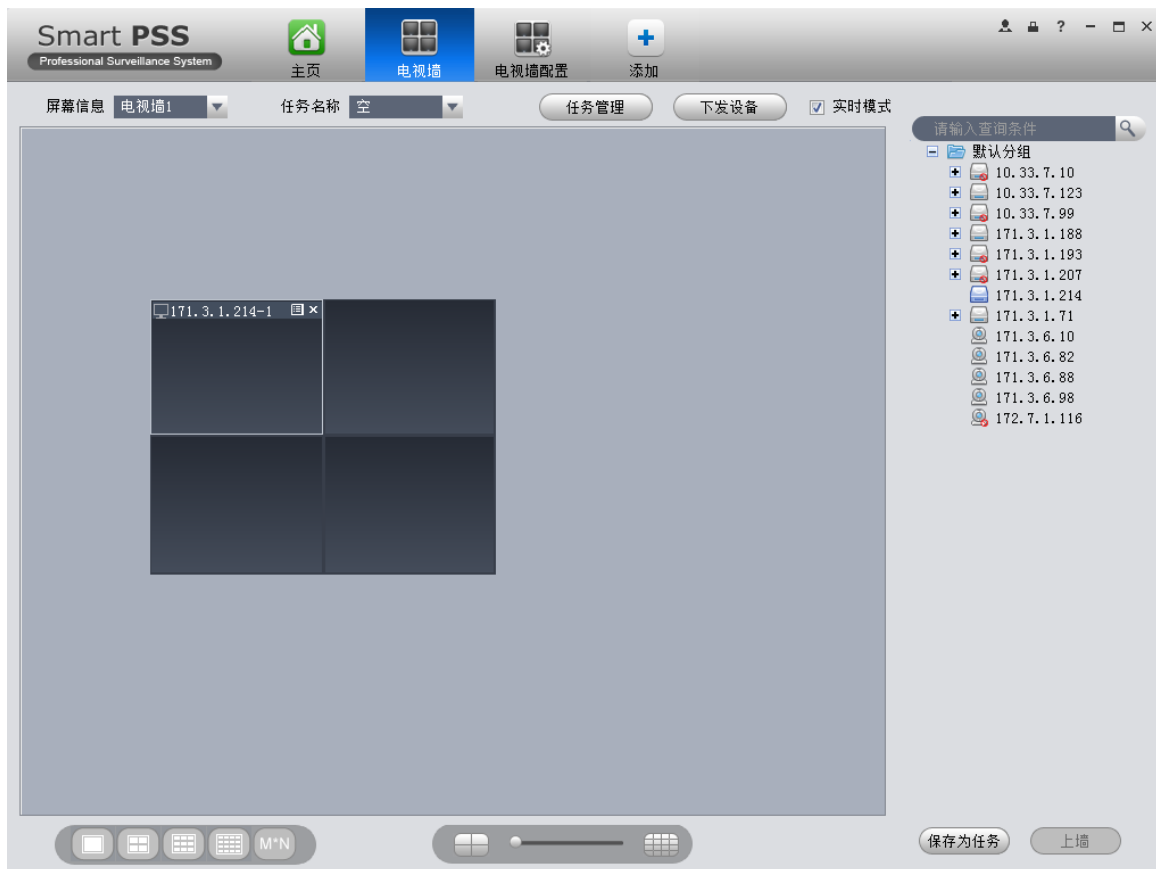 Smart PSS
Professional Surveillance System
主页
电视墙
电视墙配置
添加
?
屏幕信息 电视墙1 任务名称 空 任务管理 下发设备 实时模式
请输入查询条件
默认分组
10.33.7.10
10.33.7.123
10.33.7.99
171.3.1.188
171.3.1.193
171.3.1.207
171.3.1.214
171.3.1.71
171.3.6.10
171.3.6.82
171.3.6.88
171.3.6.98
172.7.1.116
171.3.1.214-1
M*N
保存为任务 上墙